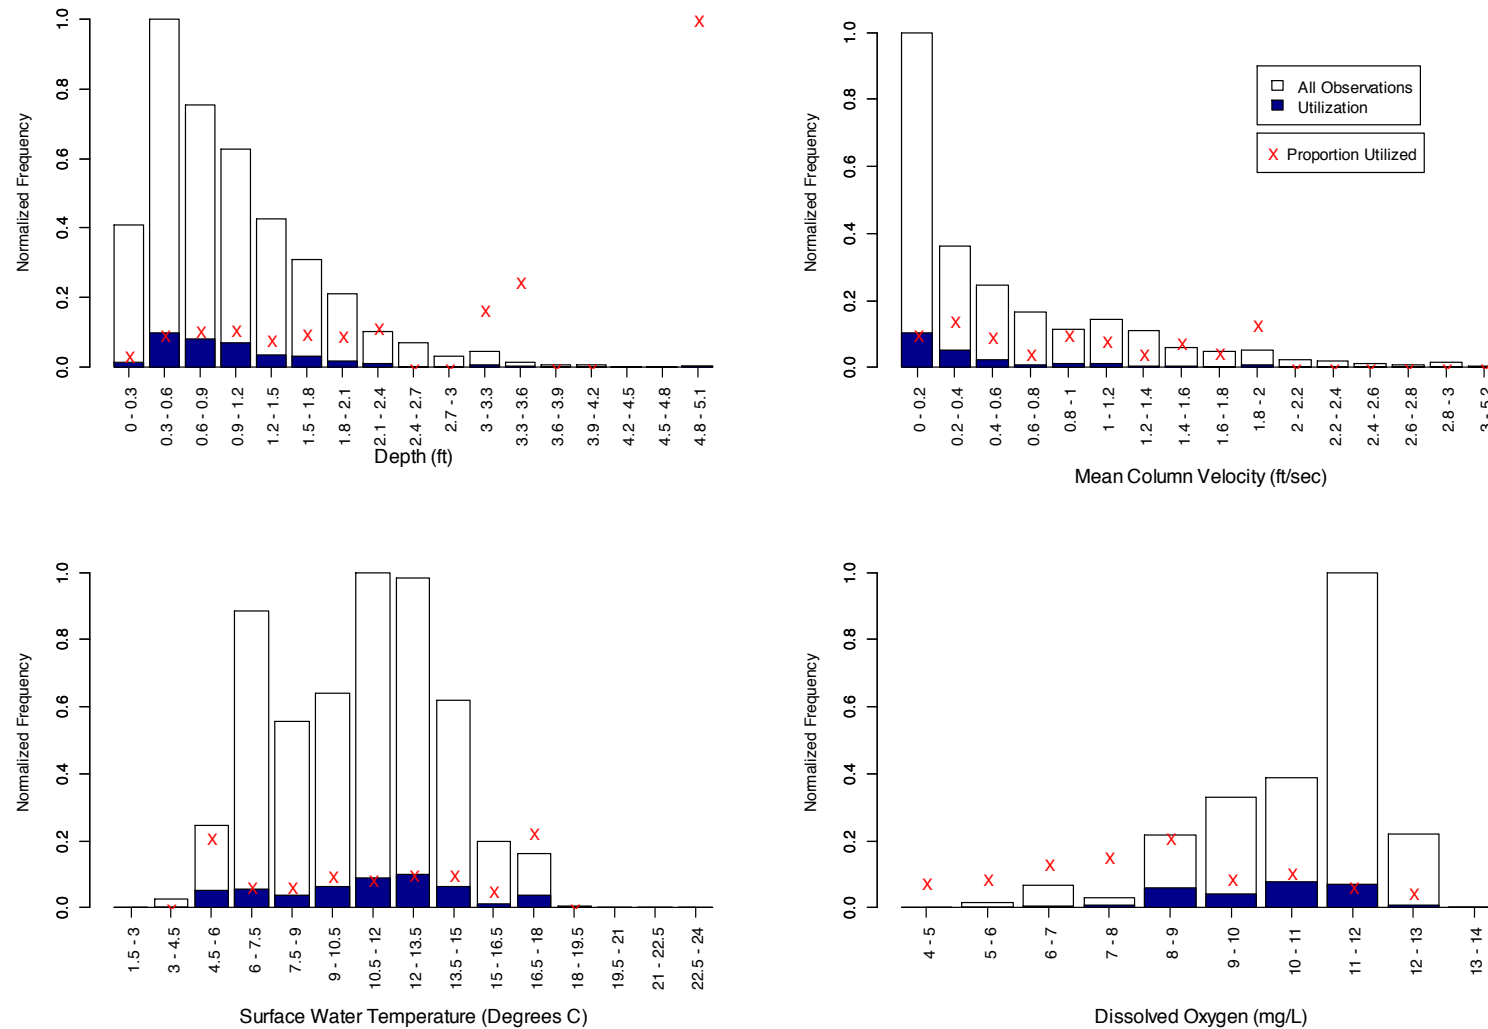 Normalized Frequency
0.0 0.2 0.4 0.6 0.8 1.0
0 - 0.3
0.3 - 0.6
0.6 - 0.9
0.9 - 1.2
1.2 - 1.5
1.5 - 1.8
1.8 - 2.1
2.1 - 2.4
2.4 - 2.7
2.7 - 3
3 - 3.3
3.3 - 3.6
3.6 - 3.9
3.9 - 4.2
4.2 - 4.5
4.5 - 4.8
4.8 - 5.1
Depth (ft)
Normalized Frequency
0.0 0.2 0.4 0.6 0.8 1.0
All Observations
Utilization
X Proportion Utilized
0 - 0.2
0.2 - 0.4
0.4 - 0.6
0.6 - 0.8
0.8 - 1
1 - 1.2
1.2 - 1.4
1.4 - 1.6
1.6 - 1.8
1.8 - 2
2 - 2.2
2.2 - 2.4
2.4 - 2.6
2.6 - 2.8
2.8 - 3
Mean Column Velocity (ft/sec)
Normalized Frequency
0.0 0.2 0.4 0.6 0.8 1.0
1.5 - 3
3 - 4.5
4.5 - 6
6 - 7.5
7.5 - 9
9 - 10.5
10.5 - 12
12 - 13.5
13.5 - 15
15 - 16.5
16.5 - 18
18 - 19.5
19.5 - 21
21 - 22.5
22.5 - 24
Surface Water Temperature (Degrees C)
Normalized Frequency
0.0 0.2 0.4 0.6 0.8 1.0
4 - 5
5 - 6
6 - 7
7 - 8
8 - 9
9 - 10
10 - 11
11 - 12
12 - 13
13 - 14
Dissolved Oxygen (mg/L)